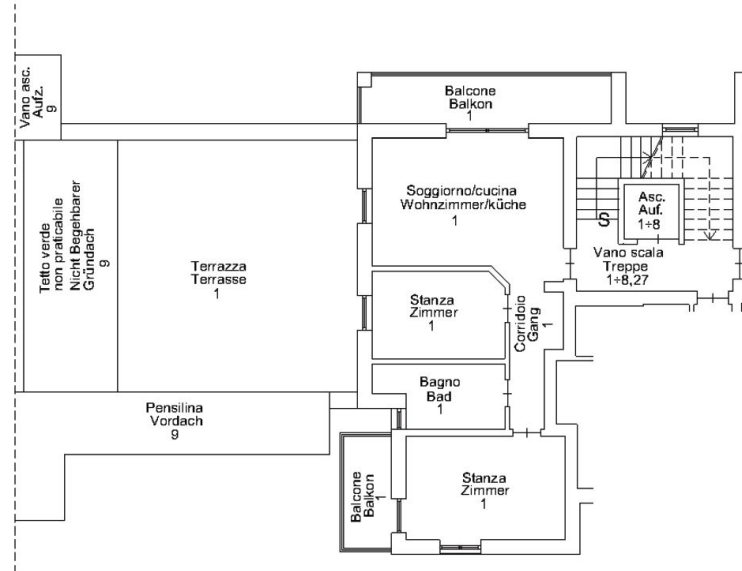 Balcone
Balkon
1
Vano asc.
Aufz.
9
Soggiorno/cucina
Wohnzimmer/küche
1
Asc.
Auf.
1÷8
S
Vano scala
Treppe
1÷8,27
Tetto verde
non praticabile
Nicht Begehbarer
Gründach
9
Terrazza
Terrasse
1
Stanza
Zimmer
1
Corridoio
Gang
1
Bagno
Bad
1
Pensilina
Vordach
9
Balcone
Balkon
1
Stanza
Zimmer
1